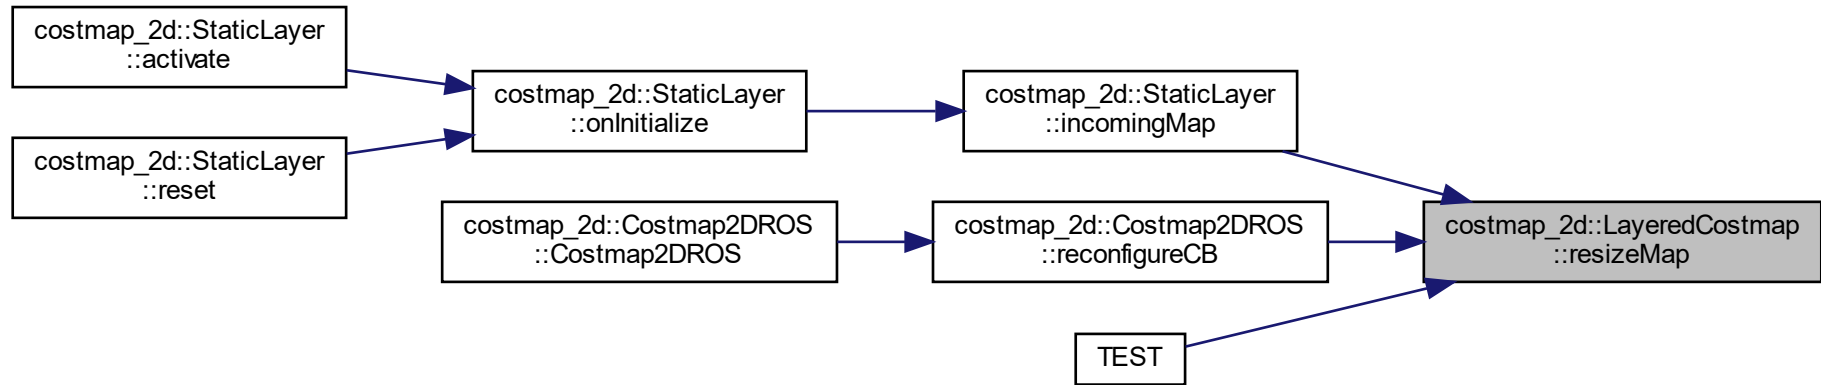 costmap_2d::StaticLayer
::activate
costmap_2d::StaticLayer
::reset
costmap_2d::StaticLayer
::onInitialize
costmap_2d::StaticLayer
::incomingMap
costmap_2d::Costmap2DROS
::Costmap2DROS
costmap_2d::Costmap2DROS
::reconfigureCB
costmap_2d::LayeredCostmap
::resizeMap
TEST